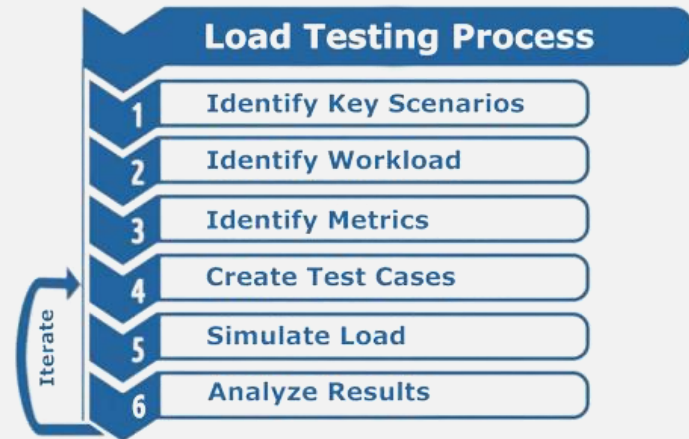 Load Testing Process
1 Identify Key Scenarios
2 Identify Workload
3 Identify Metrics
4 Create Test Cases
5 Simulate Load
6 Analyze Results
Iterate